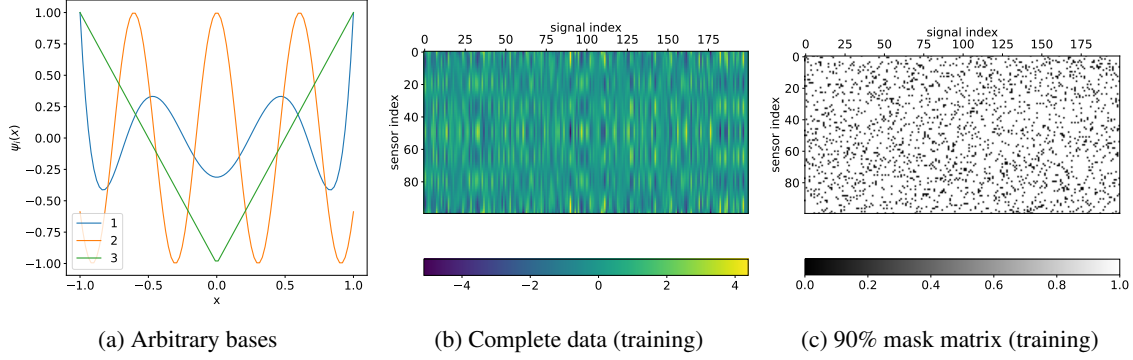 1.00
0.75
0.50
0.25
0.00
−0.25
−0.50
−0.75
−1.00
ψᵢ(x)
1
2
3
−1.0 −0.5 0.0 0.5 1.0
x
(a) Arbitrary bases
signal index
0 25 50 75 100 125 150 175
sensor index
0
20
40
60
80
−4 −2 0 2 4
(b) Complete data (training)
signal index
0 25 50 75 100 125 150 175
sensor index
0
20
40
60
80
0.0 0.2 0.4 0.6 0.8 1.0
(c) 90% mask matrix (training)